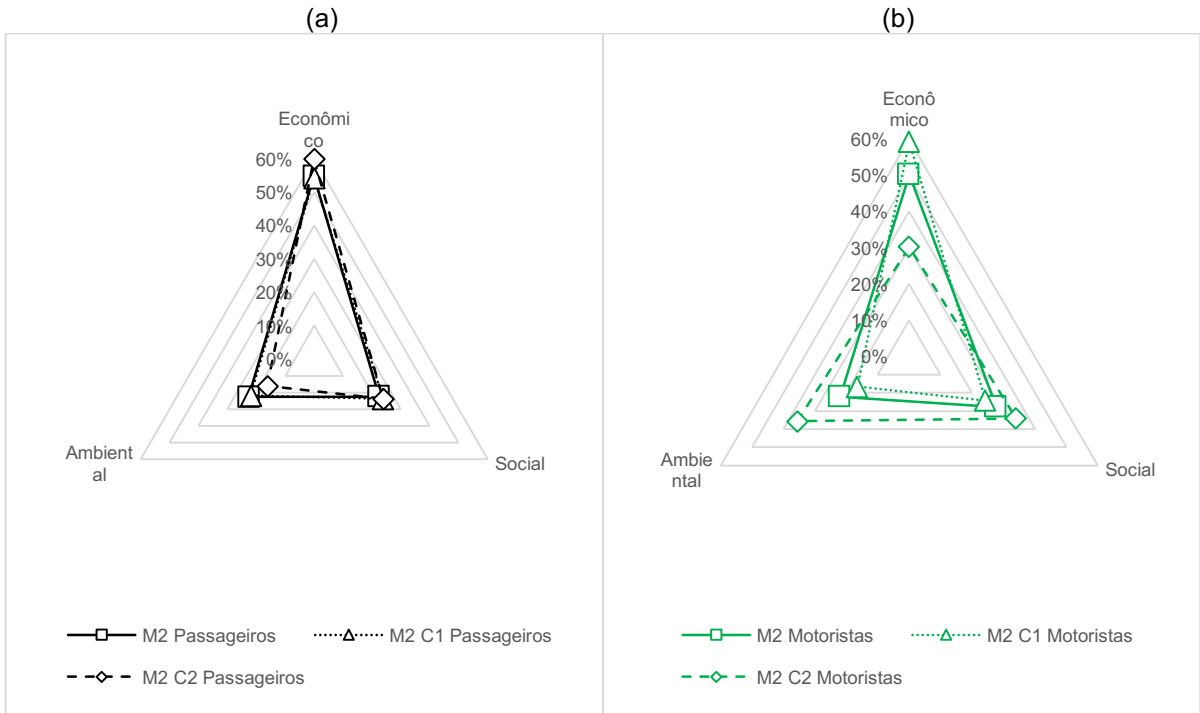 (a)
Econômi
co
60%
50%
40%
30%
20%
10%
0%
Ambient
al
Social
M2 Passageiros
M2 C1 Passageiros
M2 C2 Passageiros
(b)
Econô
mico
60%
50%
40%
30%
20%
10%
0%
Ambie
ntal
Social
M2 Motoristas
M2 C1 Motoristas
M2 C2 Motoristas